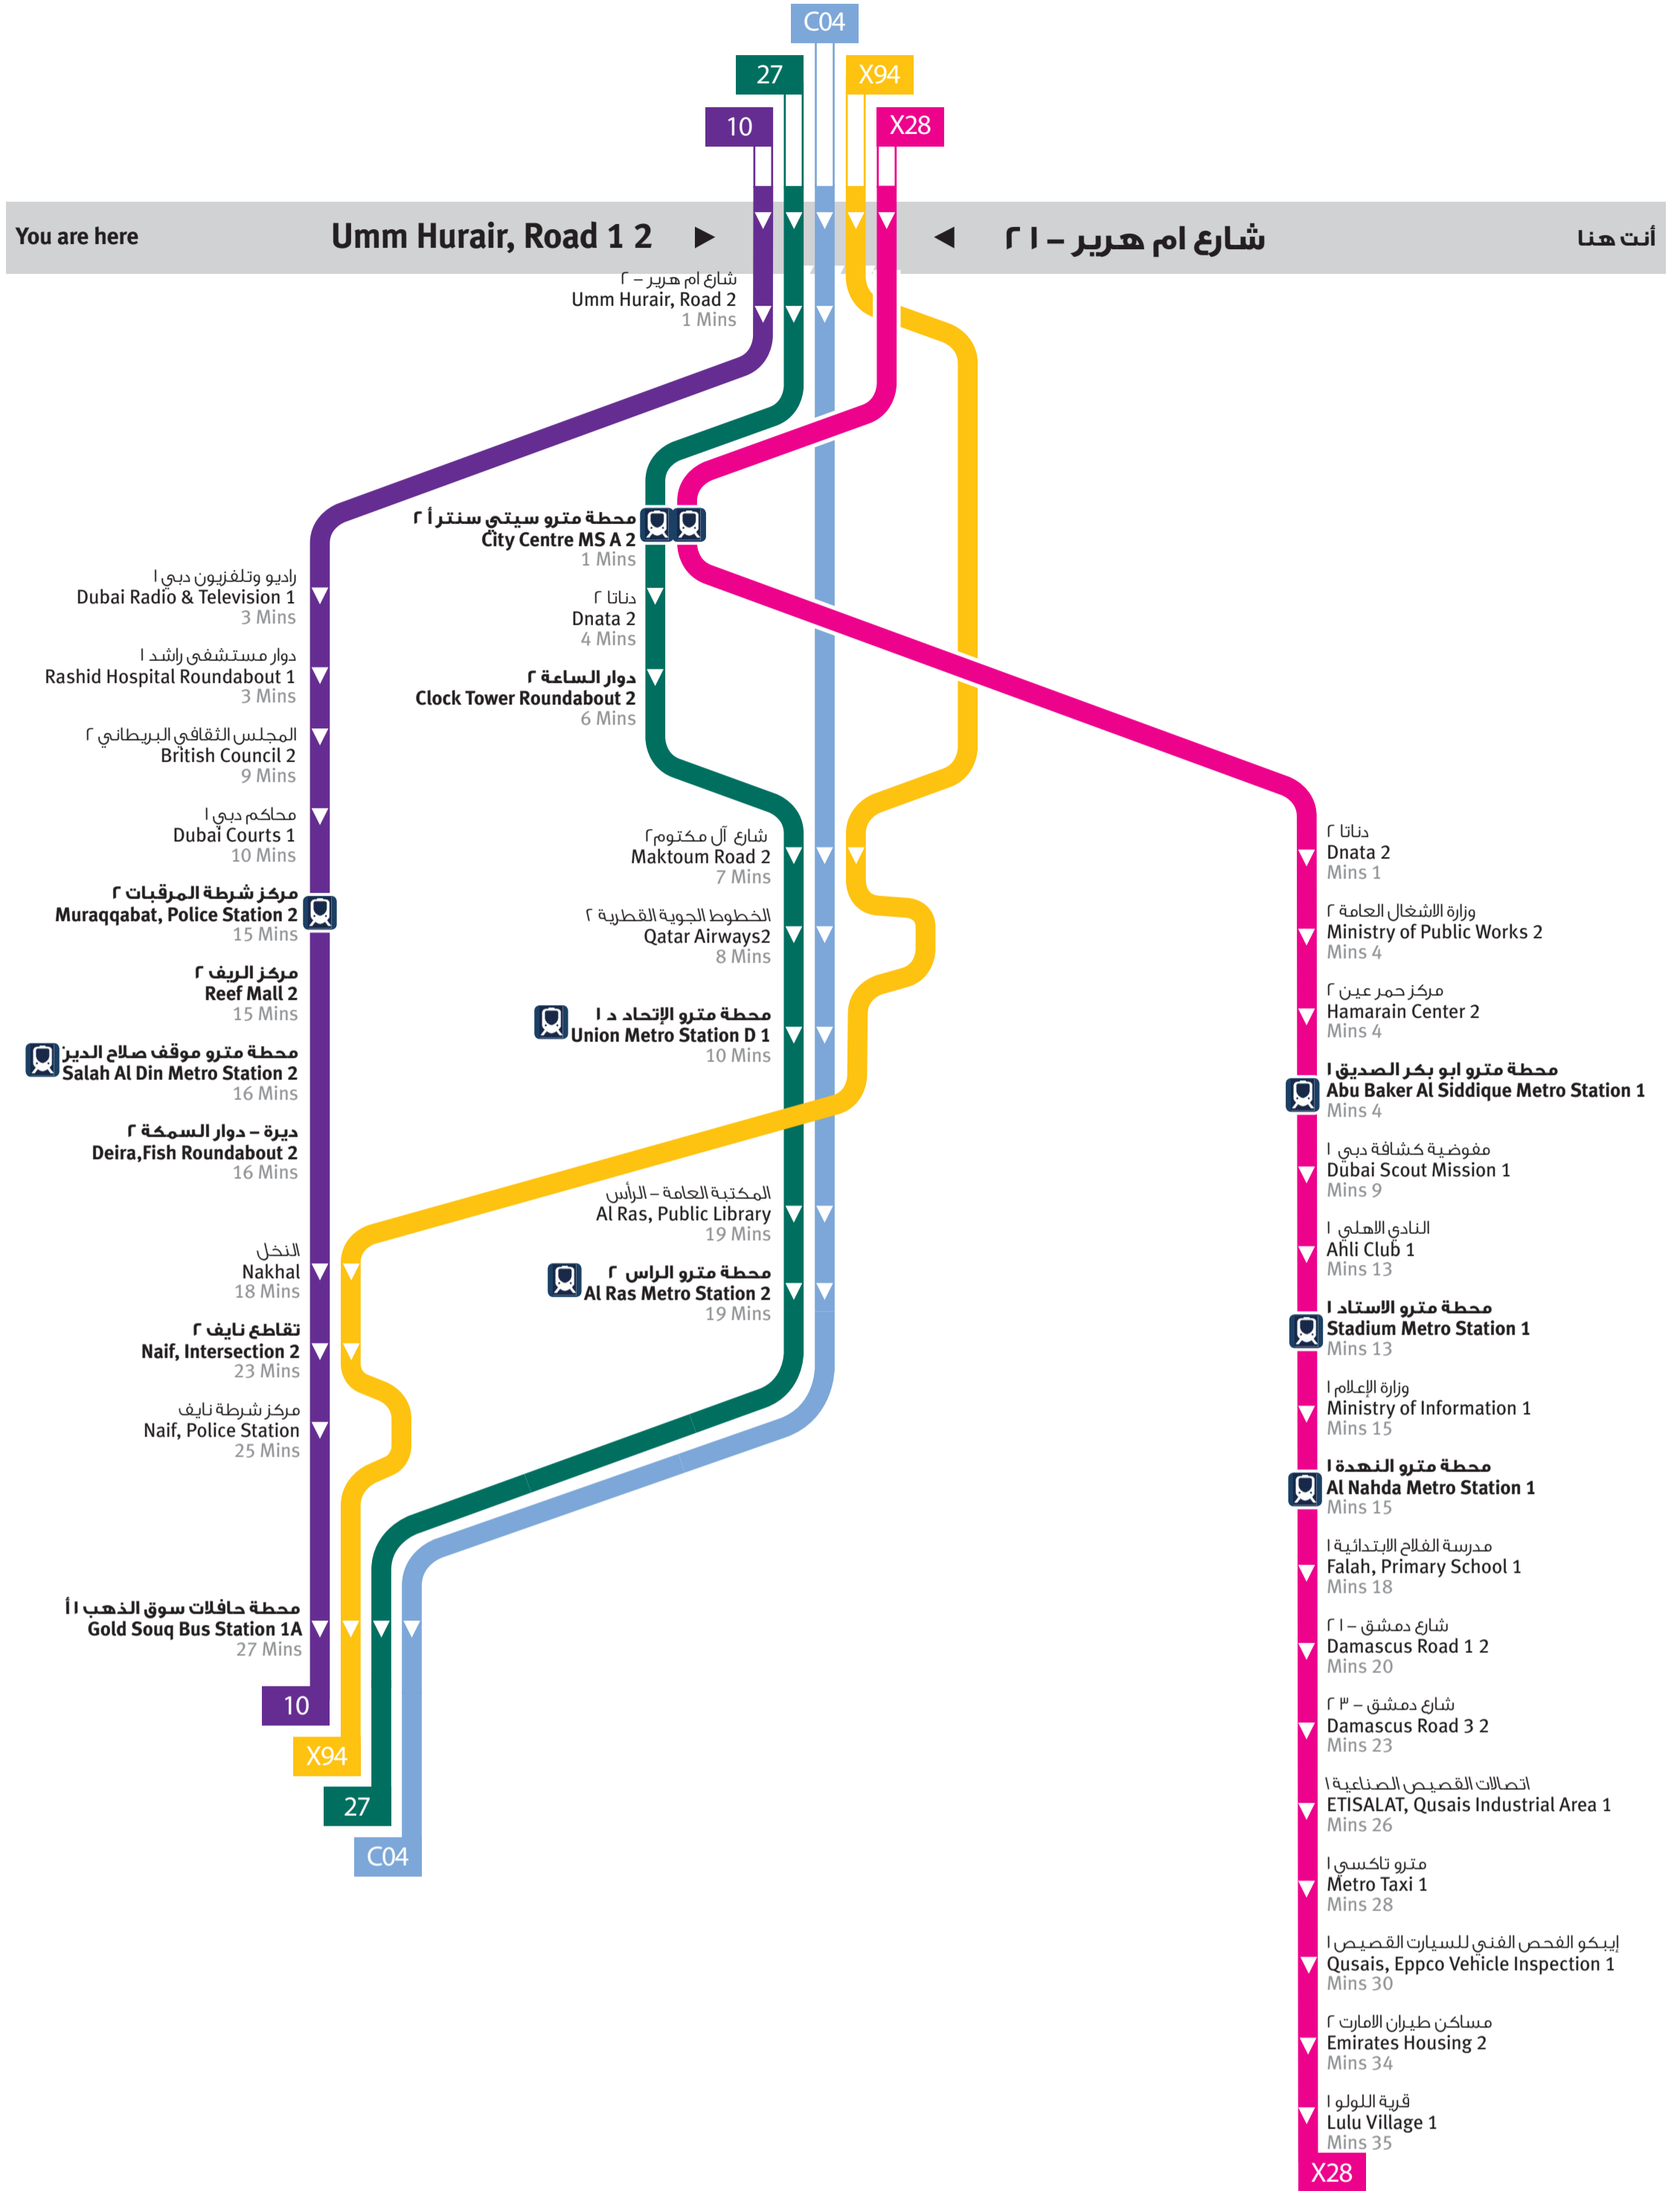 C04
27
X94
10
X28
You are here
Umm Hurair, Road 1 2
شارع ام هرير – ٢١
أنت هنا
شارع ام هرير – ٢
Umm Hurair, Road 2
1 Mins
محطة مترو سيتي سنتر أ ٢
City Centre MS A 2
1 Mins
دناتا ٢
Dnata 2
4 Mins
دوار الساعة ٢
Clock Tower Roundabout 2
6 Mins
راديو وتلفزيون دبي ١
Dubai Radio & Television 1
3 Mins
دوار مستشفى راشد ١
Rashid Hospital Roundabout 1
3 Mins
المجلس الثقافي البريطاني ٢
British Council 2
9 Mins
محاكم دبي ١
Dubai Courts 1
10 Mins
مركز شرطة المرقبات ٢
Muraqqabat, Police Station 2
15 Mins
مركز الريف ٢
Reef Mall 2
15 Mins
محطة مترو موقف صلاح الدين
Salah Al Din Metro Station 2
16 Mins
ديرة – دوار السمكة ٢
Deira,Fish Roundabout 2
16 Mins
النخل
Nakhal
18 Mins
تقاطع نايف ٢
Naif, Intersection 2
23 Mins
مركز شرطة نايف
Naif, Police Station
25 Mins
محطة حافلات سوق الذهب ١أ
Gold Souq Bus Station 1A
27 Mins
10
X94
27
C04
شارع آل مكتوم٢
Maktoum Road 2
7 Mins
الخطوط الجوية القطرية ٢
Qatar Airways2
8 Mins
محطة مترو الإتحاد د ١
Union Metro Station D 1
10 Mins
المكتبة العامة – الرأس
Al Ras, Public Library
19 Mins
محطة مترو الراس ٢
Al Ras Metro Station 2
19 Mins
دناتا ٢
Dnata 2
Mins 1
وزارة الاشغال العامة ٢
Ministry of Public Works 2
Mins 4
مركز حمر عين ٢
Hamarain Center 2
Mins 4
محطة مترو ابو بكر الصديق ١
Abu Baker Al Siddique Metro Station 1
Mins 4
مفوضية كشافة دبي ١
Dubai Scout Mission 1
Mins 9
النادي الاهلي ١
Ahli Club 1
Mins 13
محطة مترو الاستاد ١
Stadium Metro Station 1
Mins 13
وزارة الإعلام ١
Ministry of Information 1
Mins 15
محطة مترو النهدة ١
Al Nahda Metro Station 1
Mins 15
مدرسة الفلاح الابتدائية ١
Falah, Primary School 1
Mins 18
شارع دمشق – ٢١
Damascus Road 1 2
Mins 20
شارع دمشق – ٣ ٢
Damascus Road 3 2
Mins 23
اتصالات القصيص الصناعية ١
ETISALAT, Qusais Industrial Area 1
Mins 26
مترو تاكسي ١
Metro Taxi 1
Mins 28
إيبكو الفحص الفني للسيارت القصيص ١
Qusais, Eppco Vehicle Inspection 1
Mins 30
مساكن طيران الامارت ٢
Emirates Housing 2
Mins 34
قرية اللولو ١
Lulu Village 1
Mins 35
X28